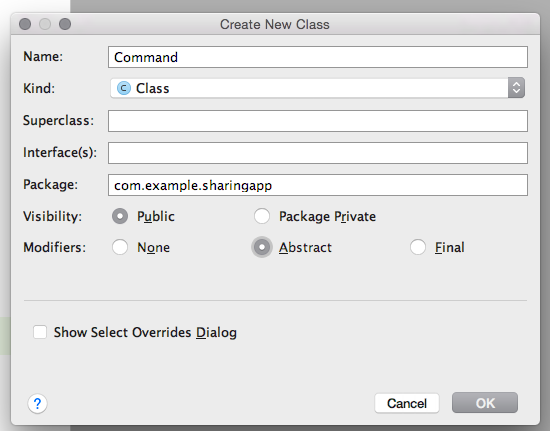 Create New Class
Name: Command
Kind: C Class
Superclass:
Interface(s):
Package: com.example.sharingapp
Visibility: Public Package Private
Modifiers: None Abstract Final
Show Select Overrides Dialog
? Cancel OK